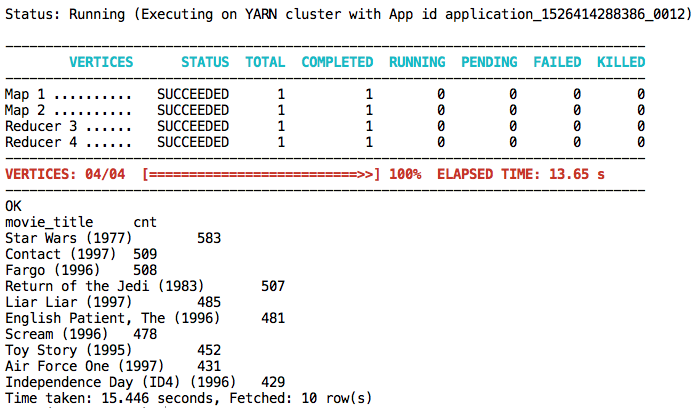 Status: Running (Executing on YARN cluster with App id application_1526414288386_0012)
--------------------------------------------------------------------------------
        VERTICES      STATUS  TOTAL  COMPLETED  RUNNING  PENDING  FAILED  KILLED
--------------------------------------------------------------------------------
Map 1 ..........   SUCCEEDED      1          1        0        0       0       0
Map 2 ..........   SUCCEEDED      1          1        0        0       0       0
Reducer 3 ......   SUCCEEDED      1          1        0        0       0       0
Reducer 4 ......   SUCCEEDED      1          1        0        0       0       0
--------------------------------------------------------------------------------
VERTICES: 04/04  [==========================>>] 100%  ELAPSED TIME: 13.65 s
--------------------------------------------------------------------------------
OK
movie_title     cnt
Star Wars (1977)        583
Contact (1997)  509
Fargo (1996)    508
Return of the Jedi (1983)       507
Liar Liar (1997)        485
English Patient, The (1996)     481
Scream (1996)   478
Toy Story (1995)        452
Air Force One (1997)    431
Independence Day (ID4) (1996)   429
Time taken: 15.446 seconds, Fetched: 10 row(s)